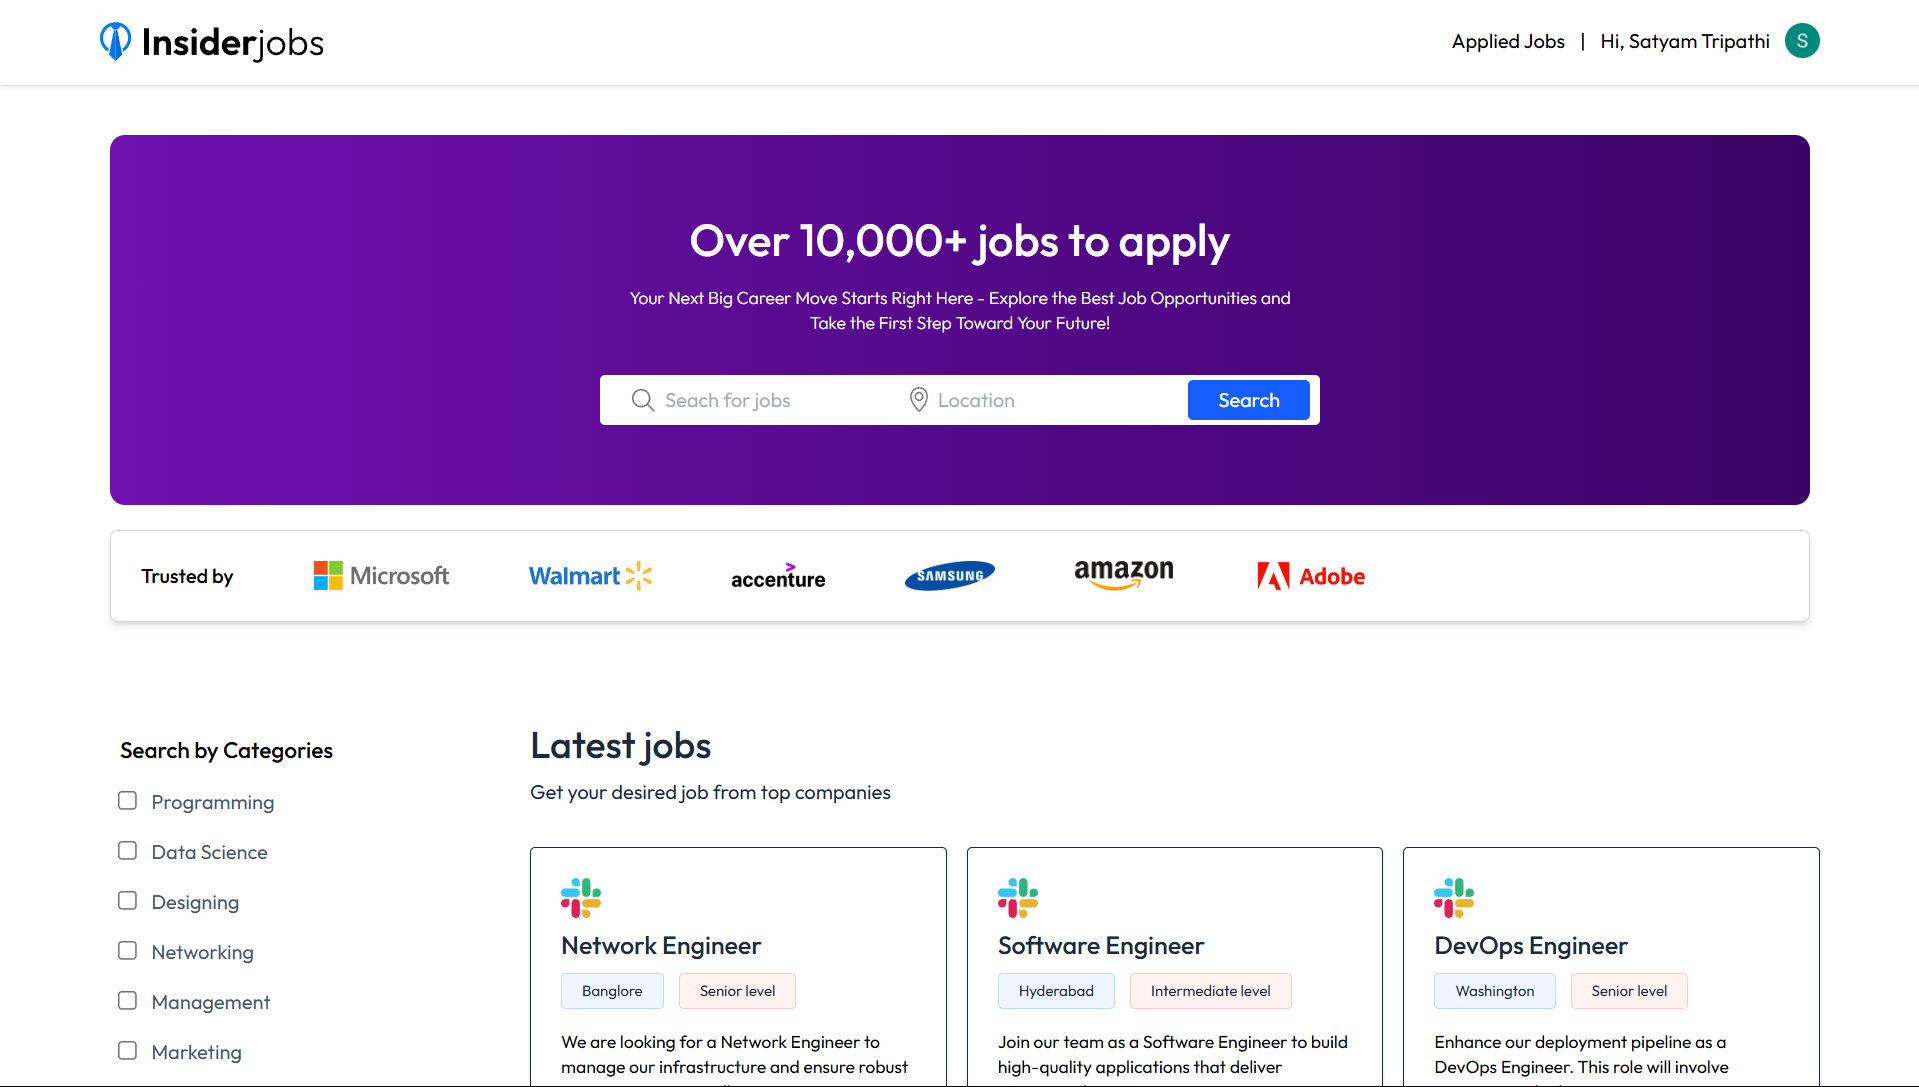 Insiderjobs
Applied Jobs | Hi, Satyam Tripathi S
Over 10,000+ jobs to apply
Your Next Big Career Move Starts Right Here - Explore the Best Job Opportunities and
Take the First Step Toward Your Future!
Seach for jobs Location Search
Trusted by Microsoft Walmart accenture SAMSUNG amazon Adobe
Search by Categories
Programming
Data Science
Designing
Networking
Management
Marketing
Latest jobs
Get your desired job from top companies
Network Engineer
Banglore Senior level
We are looking for a Network Engineer to
manage our infrastructure and ensure robust
Software Engineer
Hyderabad Intermediate level
Join our team as a Software Engineer to build
high-quality applications that deliver
DevOps Engineer
Washington Senior level
Enhance our deployment pipeline as a
DevOps Engineer. This role will involve